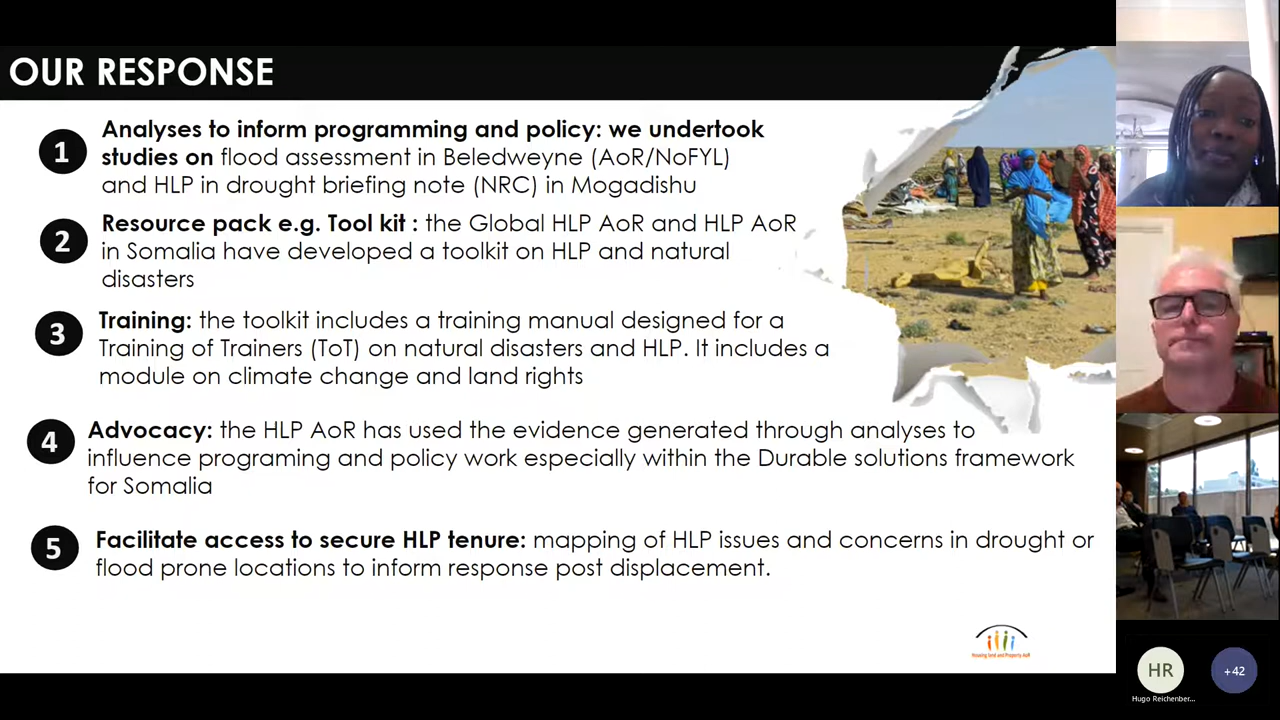 OUR RESPONSE
1
Analyses to inform programming and policy: we undertook
studies on flood assessment in Beledweyne (AoR/NoFYL)
and HLP in drought briefing note (NRC) in Mogadishu
2
Resource pack e.g. Tool kit : the Global HLP AoR and HLP AoR
in Somalia have developed a toolkit on HLP and natural
disasters
3
Training: the toolkit includes a training manual designed for a
Training of Trainers (ToT) on natural disasters and HLP. It includes a
module on climate change and land rights
4
Advocacy: the HLP AoR has used the evidence generated through analyses to
influence programing and policy work especially within the Durable solutions framework
for Somalia
5
Facilitate access to secure HLP tenure: mapping of HLP issues and concerns in drought or
flood prone locations to inform response post displacement.
Housing land and Property AoR
HR
+42
Hugo Reichenber...